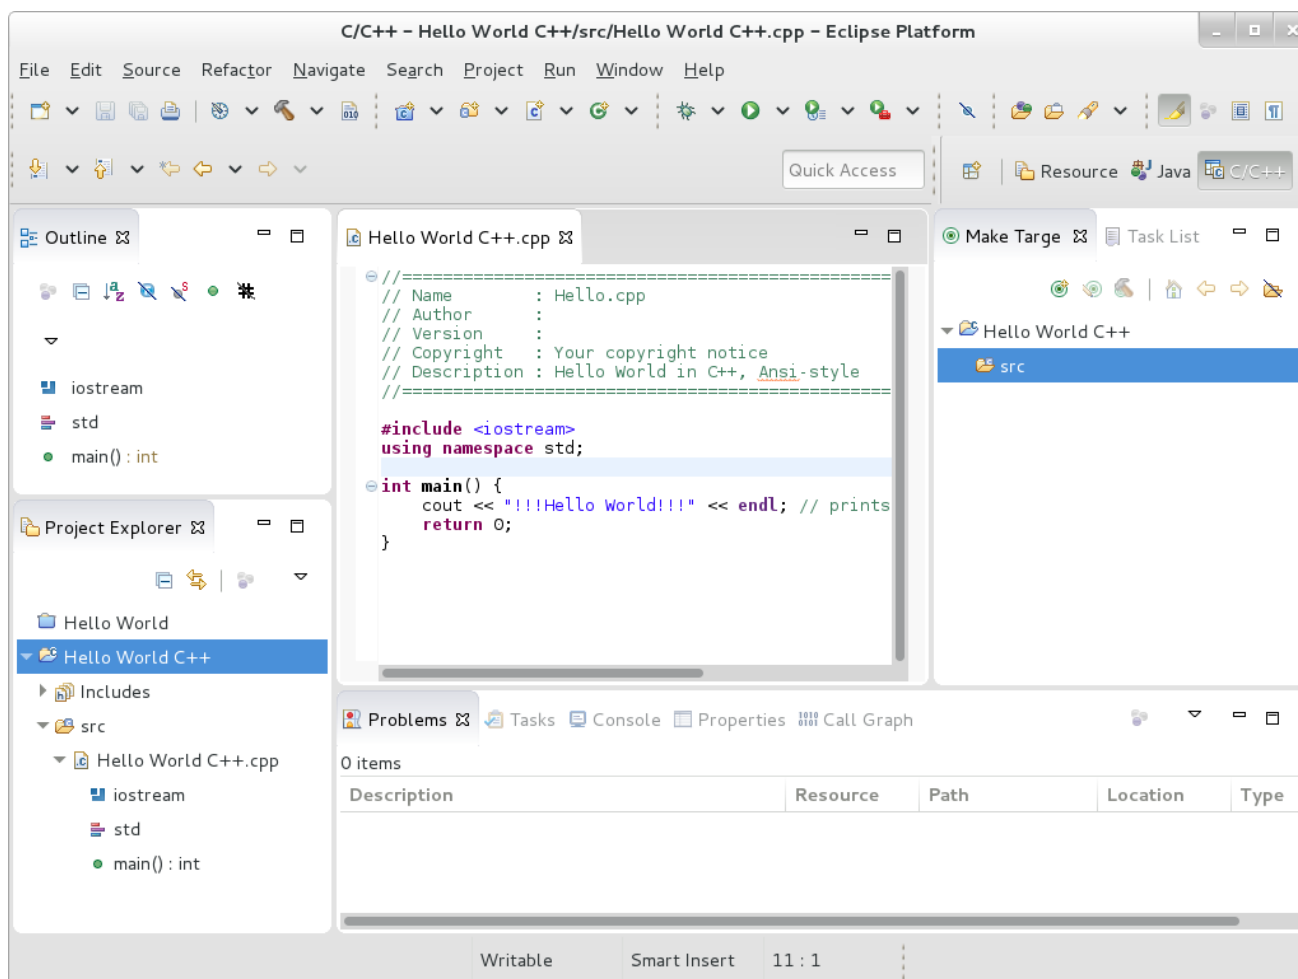 C/C++ – Hello World C++/src/Hello World C++.cpp – Eclipse Platform
File Edit Source Refactor Navigate Search Project Run Window Help
010
Quick Access
Resource
Java
C/C++
Outline
iostream
std
main() : int
Project Explorer
Hello World
Hello World C++
Includes
src
Hello World C++.cpp
iostream
std
main() : int
Hello World C++.cpp
//================================================
// Name        : Hello.cpp
// Author      :
// Version     :
// Copyright   : Your copyright notice
// Description : Hello World in C++, Ansi-style
//================================================
#include <iostream>
using namespace std;
int main() {
    cout << "!!!Hello World!!!" << endl; // prints
    return 0;
}
Make Targe
Task List
Hello World C++
src
Problems
Tasks
Console
Properties
Call Graph
0 items
Description Resource Path Location Type
Writable Smart Insert 11 : 1